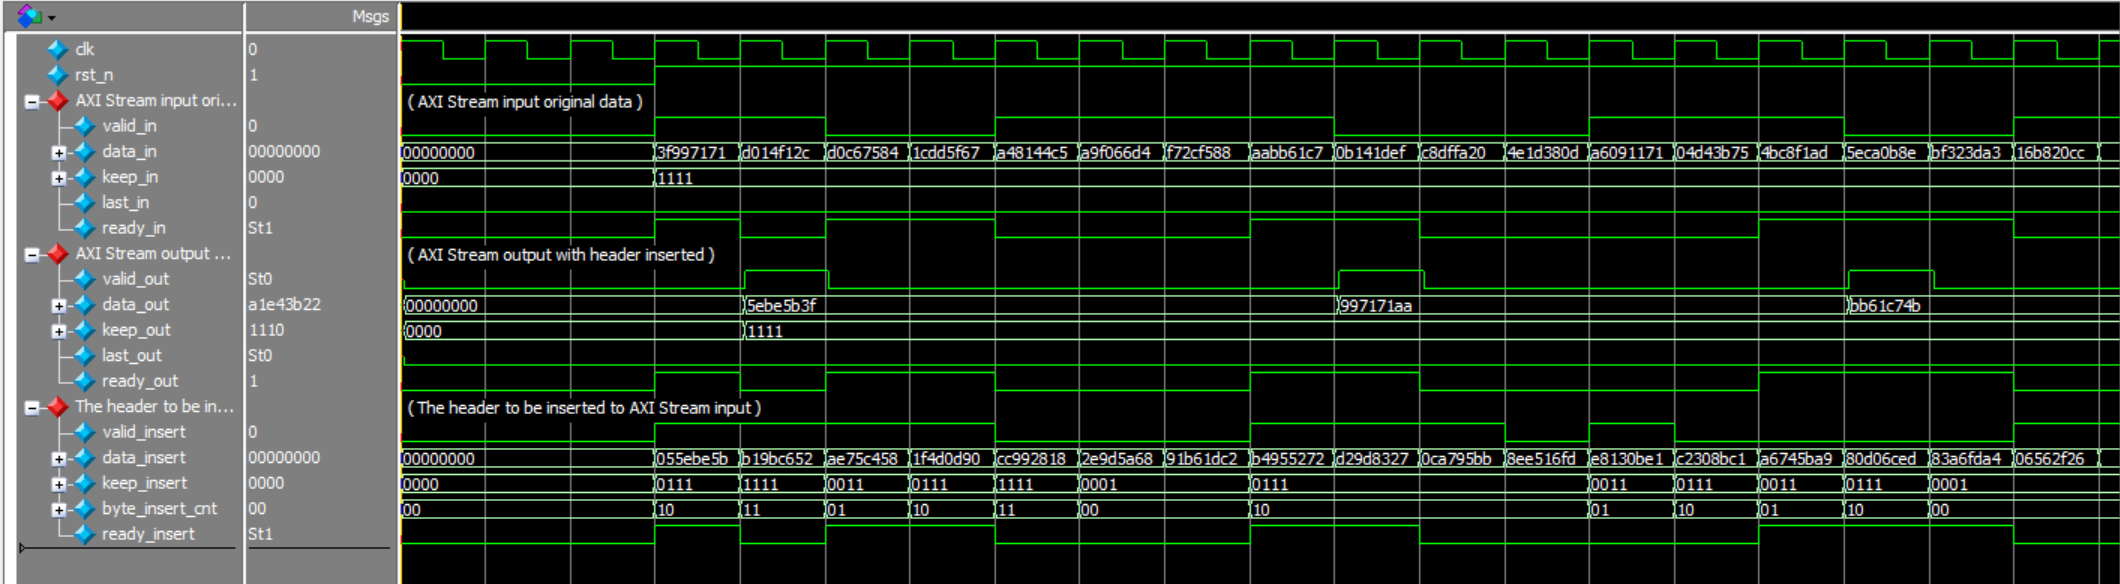 Msgs
clk 0
rst_n 1
AXI Stream input ori... ( AXI Stream input original data )
valid_in 0
data_in 00000000 00000000 3f997171 d014f12c d0c67584 1cdd5f67 a48144c5 a9f066d4 f72cf588 aabb61c7 0b141def c8dffa20 4e1d380d a6091171 04d43b75 4bc8f1ad 5eca0b8e bf323da3 16b820cc
keep_in 0000 0000 1111
last_in 0
ready_in St1
AXI Stream output ... ( AXI Stream output with header inserted )
valid_out St0
data_out a1e43b22 00000000 5ebe5b3f 997171aa bb61c74b
keep_out 1110 0000 1111
last_out St0
ready_out 1
The header to be in... ( The header to be inserted to AXI Stream input )
valid_insert 0
data_insert 00000000 00000000 055ebe5b b19bc652 ae75c458 1f4d0d90 cc992818 2e9d5a68 91b61dc2 b4955272 d29d8327 0ca795bb 8ee516fd e8130be1 c2308bc1 a6745ba9 80d06ced 83a6fda4 06562f26
keep_insert 0000 0000 0111 1111 0011 0111 1111 0001 0111 0011 0111 0011 0111 0001
byte_insert_cnt 00 00 10 11 01 10 11 00 10 01 10 01 10 00
ready_insert St1